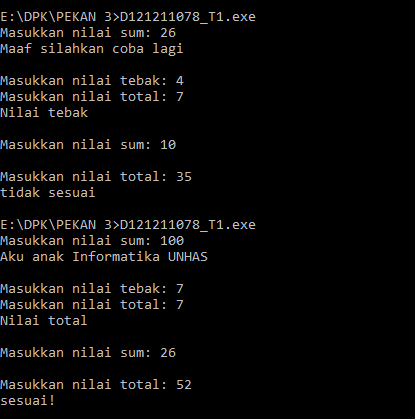 E:\DPK\PEKAN 3>D121211078_T1.exe
Masukkan nilai sum: 26
Maaf silahkan coba lagi
Masukkan nilai tebak: 4
Masukkan nilai total: 7
Nilai tebak
Masukkan nilai sum: 10
Masukkan nilai total: 35
tidak sesuai
E:\DPK\PEKAN 3>D121211078_T1.exe
Masukkan nilai sum: 100
Aku anak Informatika UNHAS
Masukkan nilai tebak: 7
Masukkan nilai total: 7
Nilai total
Masukkan nilai sum: 26
Masukkan nilai total: 52
sesuai!